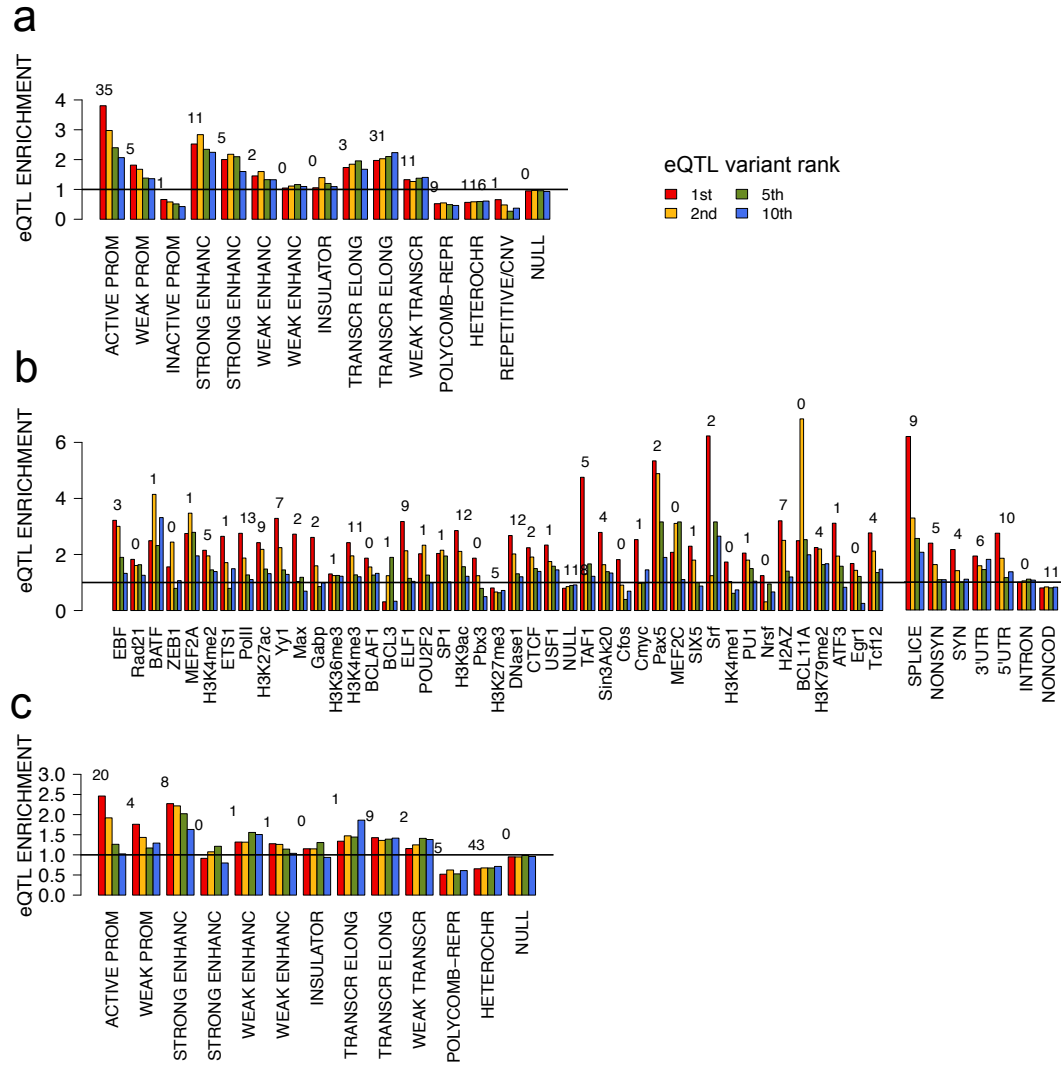 a
eQTL ENRICHMENT
4
3
2
1
0
35
5
1
11
5
2
0
0
3
31
11
9
116
1
0
ACTIVE PROM
WEAK PROM
INACTIVE PROM
STRONG ENHANC
STRONG ENHANC
WEAK ENHANC
WEAK ENHANC
INSULATOR
TRANSCR ELONG
TRANSCR ELONG
WEAK TRANSCR
POLYCOMB-REPR
HETEROCHR
REPETITIVE/CNV
NULL
eQTL variant rank
1st
5th
2nd
10th
b
eQTL ENRICHMENT
6
4
2
0
3
0
1
0
1
5
1
13
9
7
2
2
1
11
1
3
9
1
2
12
0
5
12
2
1
118
5
4
0
1
2
0
1
0
1
0
7
0
4
1
0
4
EBF
Rad21
BATF
ZEB1
MEF2A
H3K4me2
ETS1
PolII
H3K27ac
Yy1
Max
Gabp
H3K36me3
H3K4me3
BCLAF1
BCL3
ELF1
POU2F2
SP1
H3K9ac
Pbx3
H3K27me3
DNase1
CTCF
USF1
NULL
TAF1
Sin3Ak20
Cfos
Cmyc
Pax5
MEF2C
SIX5
Srf
H3K4me1
PU1
Nrsf
H2AZ
BCL11A
H3K79me2
ATF3
Egr1
Tcf12
9
5
4
6
10
0
11
SPLICE
NONSYN
SYN
3'UTR
5'UTR
INTRON
NONCOD
c
eQTL ENRICHMENT
3.0
2.5
2.0
1.5
1.0
0.5
0.0
20
4
8
0
1
1
0
1
9
2
5
43
0
ACTIVE PROM
WEAK PROM
STRONG ENHANC
STRONG ENHANC
WEAK ENHANC
WEAK ENHANC
INSULATOR
TRANSCR ELONG
TRANSCR ELONG
WEAK TRANSCR
POLYCOMB-REPR
HETEROCHR
NULL